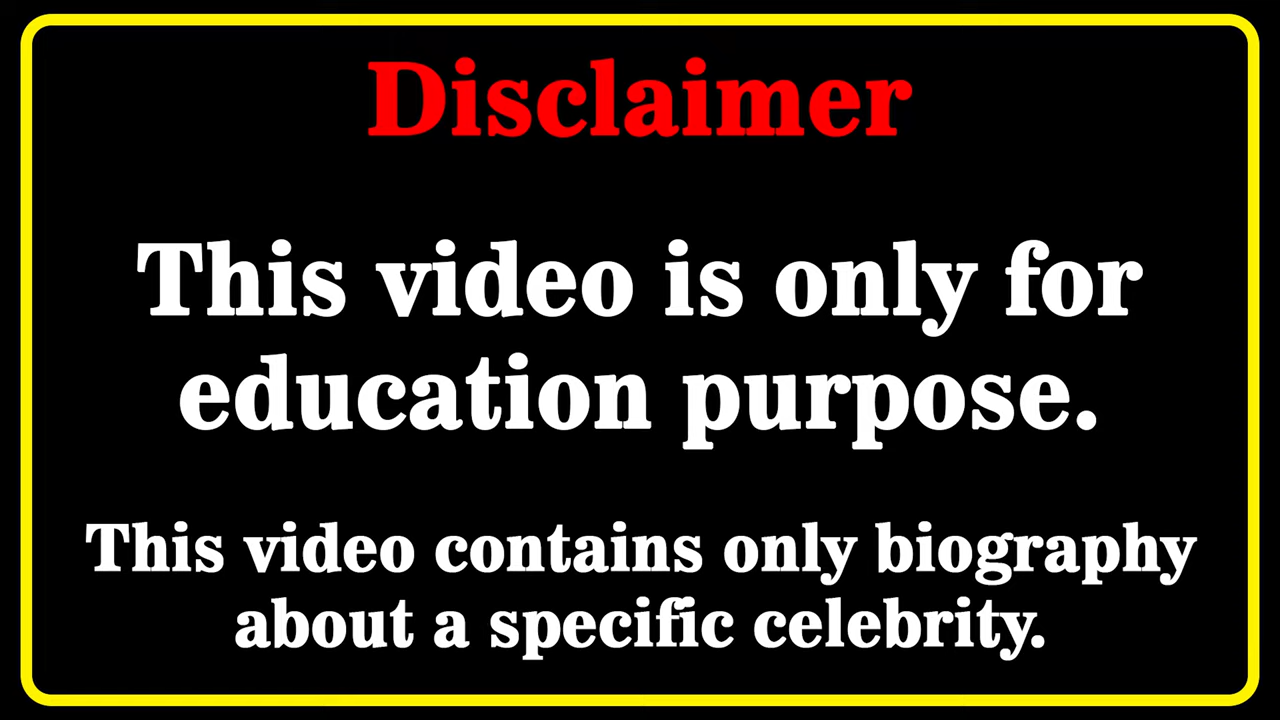 Disclaimer
This video is only for
education purpose.
This video contains only biography
about a specific celebrity.